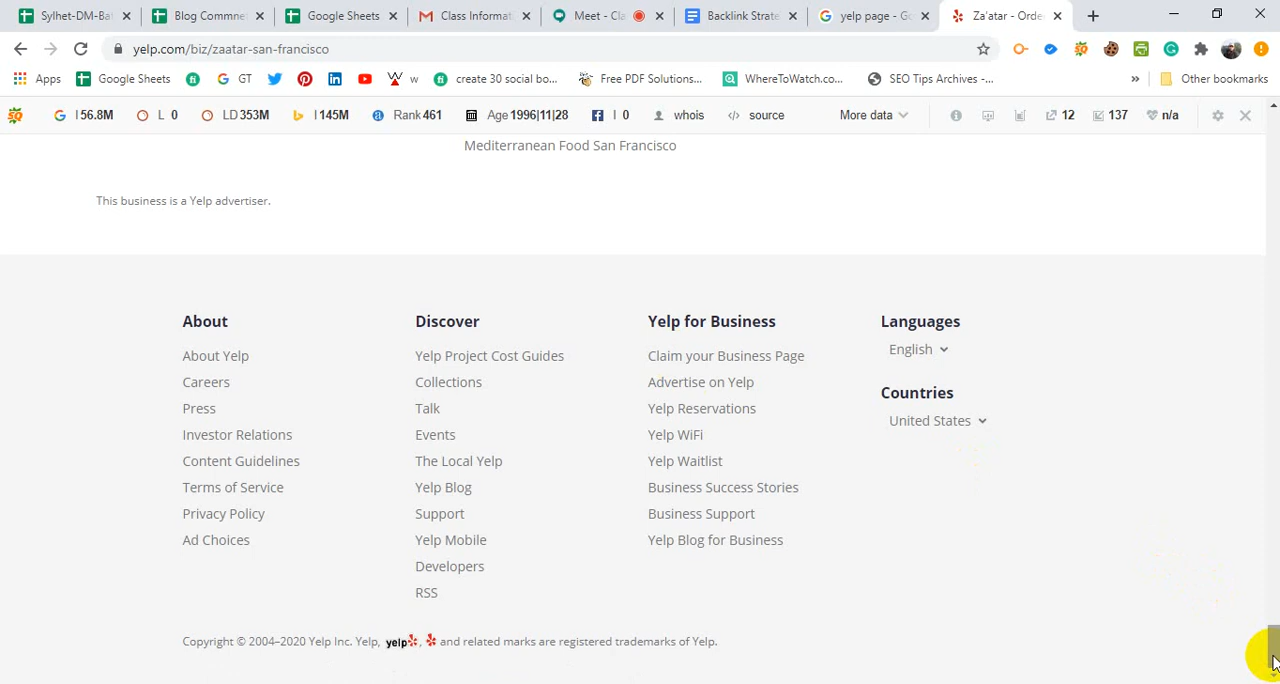 Sylhet-DM-Bat
Blog Commne
Google Sheets
Class Informat
Meet - Cla
Backlink Strate
yelp page - Go
Za'atar - Orde
yelp.com/biz/zaatar-san-francisco
Apps
Google Sheets
GT
w
create 30 social bo...
Free PDF Solutions...
WhereToWatch.co...
SEO Tips Archives -...
»
Other bookmarks
SQ
I 56.8M
L 0
LD 353M
I 145M
Rank 461
Age 1996|11|28
I 0
whois
source
More data
12
137
n/a
Mediterranean Food San Francisco
This business is a Yelp advertiser.
About
About Yelp
Careers
Press
Investor Relations
Content Guidelines
Terms of Service
Privacy Policy
Ad Choices
Discover
Yelp Project Cost Guides
Collections
Talk
Events
The Local Yelp
Yelp Blog
Support
Yelp Mobile
Developers
RSS
Yelp for Business
Claim your Business Page
Advertise on Yelp
Yelp Reservations
Yelp WiFi
Yelp Waitlist
Business Success Stories
Business Support
Yelp Blog for Business
Languages
English
Countries
United States
Copyright © 2004–2020 Yelp Inc. Yelp, yelp, and related marks are registered trademarks of Yelp.